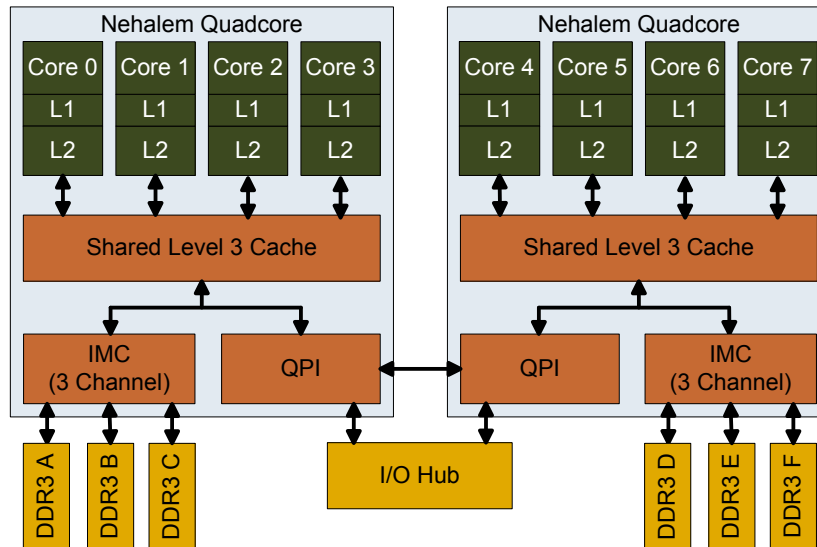 Nehalem Quadcore
Core 0
Core 1
Core 2
Core 3
L1
L1
L1
L1
L2
L2
L2
L2
Shared Level 3 Cache
IMC
(3 Channel)
QPI
DDR3 A
DDR3 B
DDR3 C
I/O Hub
Nehalem Quadcore
Core 4
Core 5
Core 6
Core 7
L1
L1
L1
L1
L2
L2
L2
L2
Shared Level 3 Cache
QPI
IMC
(3 Channel)
DDR3 D
DDR3 E
DDR3 F